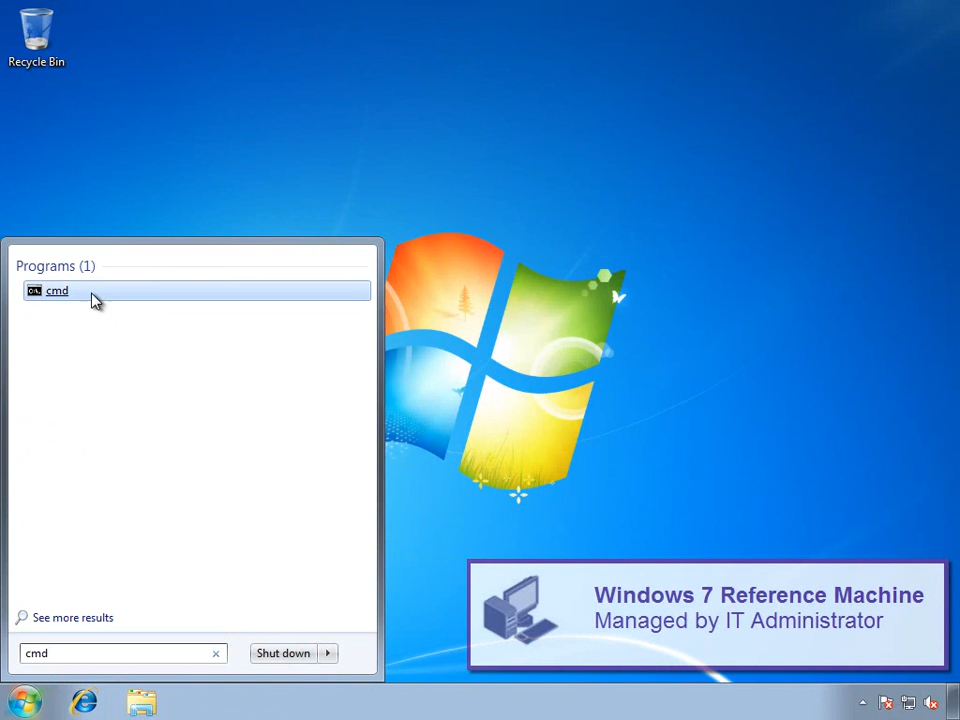 Recycle Bin
Programs (1)
C:\.
cmd
See more results
cmd
Shut down
Windows 7 Reference Machine
Managed by IT Administrator